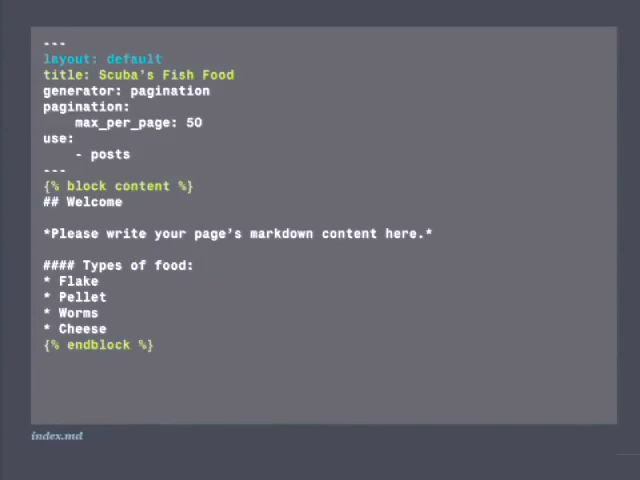 ---
layout: default
title: Scuba's Fish Food
generator: pagination
pagination:
    max_per_page: 50
use:
    - posts
---
{% block content %}
## Welcome

*Please write your page's markdown content here.*

#### Types of food:
* Flake
* Pellet
* Worms
* Cheese
{% endblock %}
index.md